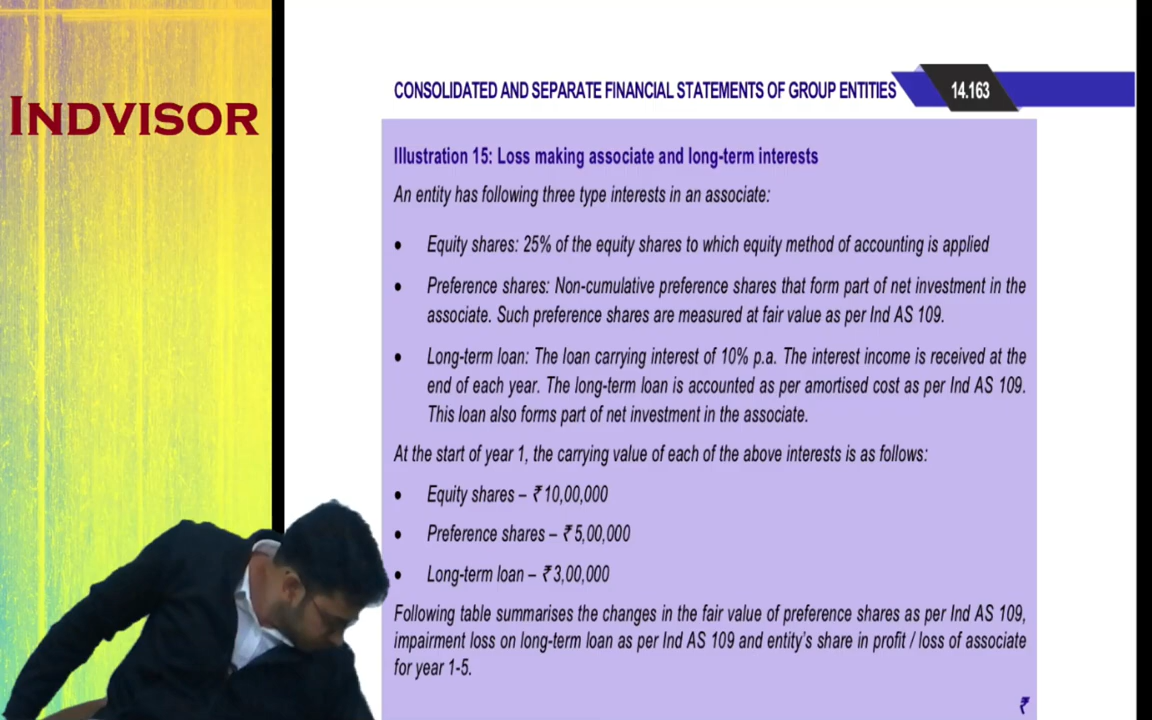 INDVISOR
CONSOLIDATED AND SEPARATE FINANCIAL STATEMENTS OF GROUP ENTITIES 14.163
Illustration 15: Loss making associate and long-term interests
An entity has following three type interests in an associate:
• Equity shares: 25% of the equity shares to which equity method of accounting is applied
• Preference shares: Non-cumulative preference shares that form part of net investment in the
associate. Such preference shares are measured at fair value as per Ind AS 109.
• Long-term loan: The loan carrying interest of 10% p.a. The interest income is received at the
end of each year. The long-term loan is accounted as per amortised cost as per Ind AS 109.
This loan also forms part of net investment in the associate.
At the start of year 1, the carrying value of each of the above interests is as follows:
• Equity shares – ₹ 10,00,000
• Preference shares – ₹ 5,00,000
• Long-term loan – ₹ 3,00,000
Following table summarises the changes in the fair value of preference shares as per Ind AS 109,
impairment loss on long-term loan as per Ind AS 109 and entity's share in profit / loss of associate
for year 1-5.
₹